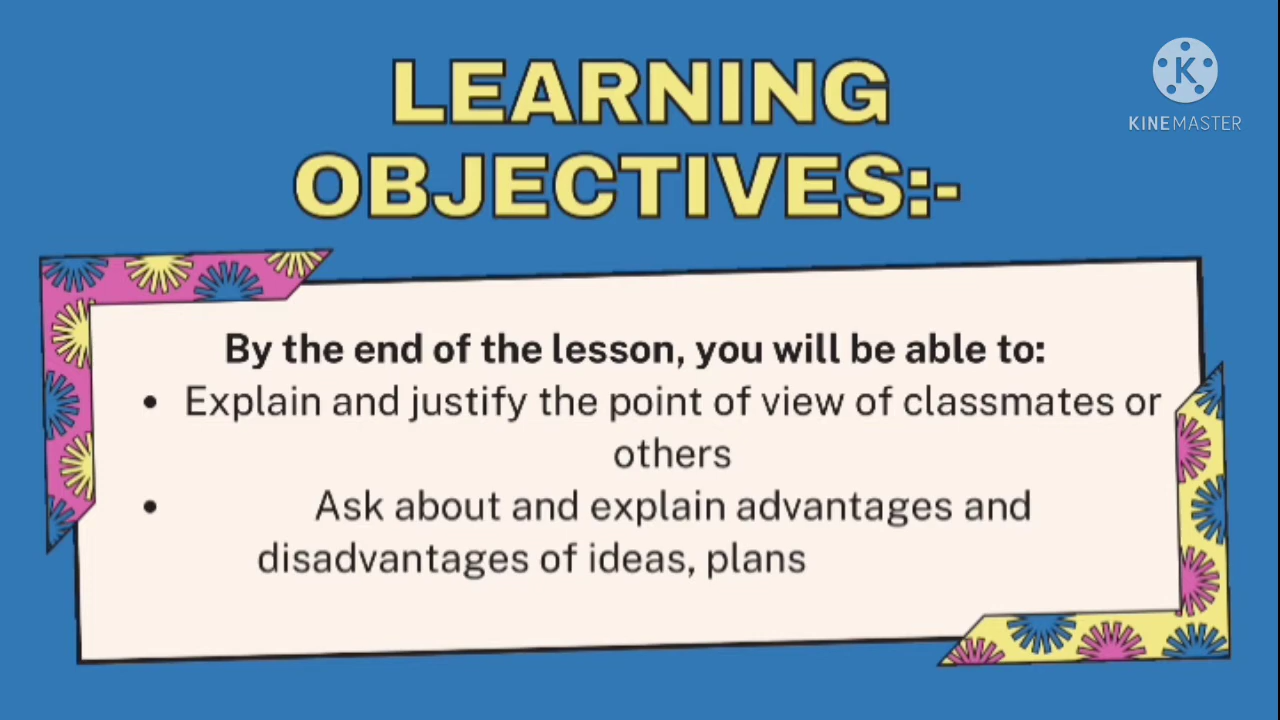 LEARNING
OBJECTIVES:-
K
KINEMASTER
By the end of the lesson, you will be able to:
• Explain and justify the point of view of classmates or
others
• Ask about and explain advantages and
disadvantages of ideas, plans